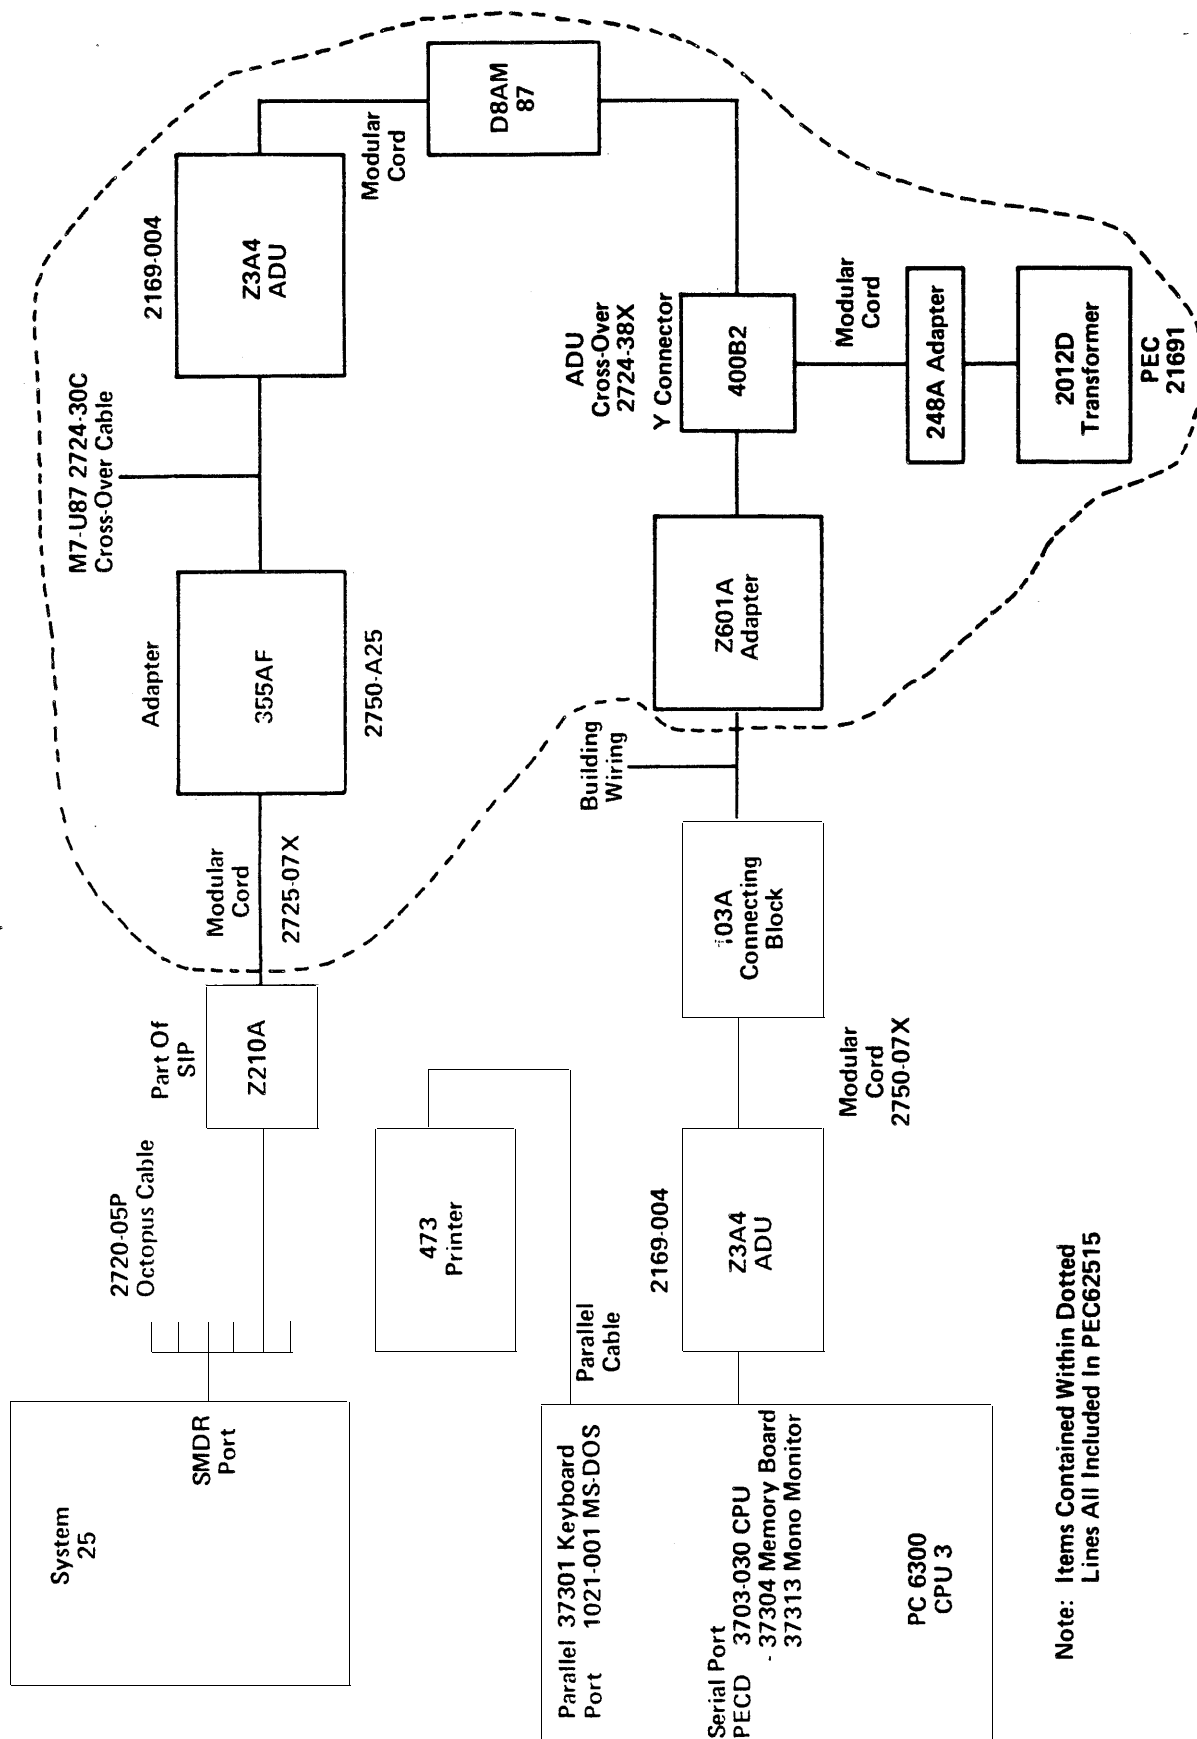 System
25
SMDR
Port
2720-05P
Octopus Cable
Part Of
SIP
Z210A
Modular
Cord
2725-07X
Adapter
355AF
2750-A25
M7-U87 2724-30C
Cross-Over Cable
2169-004
Z3A4
ADU
Modular
Cord
D8AM
87
473
Printer
Parallel
Cable
Parallel 37301 Keyboard
Port 1021-001 MS-DOS
Serial Port
PECD 3703-030 CPU
- 37304 Memory Board
37313 Mono Monitor
PC 6300
CPU 3
2169-004
Z3A4
ADU
Modular
Cord
2750-07X
103A
Connecting
Block
Building
Wiring
Z601A
Adapter
ADU
Cross-Over
2724-38X
Y Connector
400B2
Modular
Cord
248A Adapter
2012D
Transformer
PEC
21691
Note: Items Contained Within Dotted
Lines All Included In PEC62515